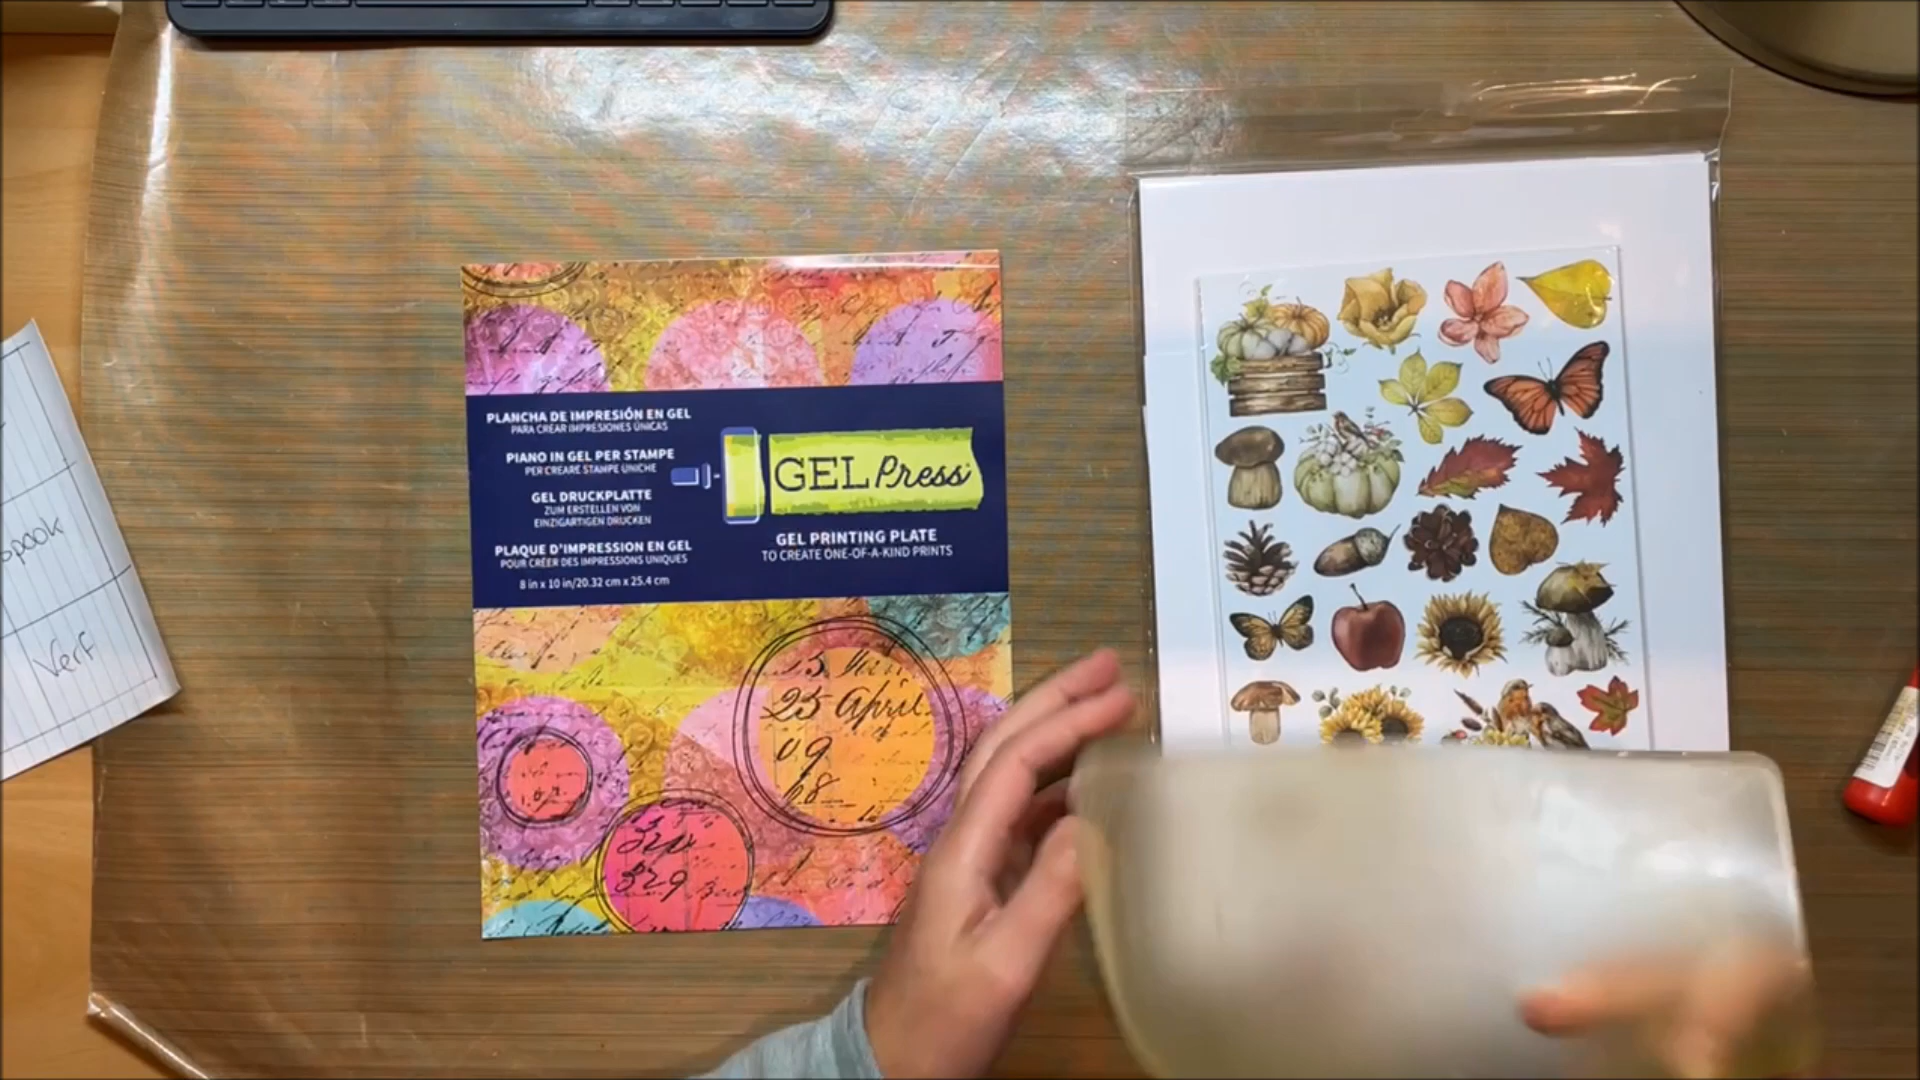 PLANCHA DE IMPRESIÓN EN GEL
PARA CREAR IMPRESIONES ÚNICAS
PIANO IN GEL PER STAMPE
PER CREARE STAMPE UNICHE
GEL DRUCKPLATTE
ZUM ERSTELLEN VON
EINZIGARTIGEN DRUCKEN
PLAQUE D'IMPRESSION EN GEL
POUR CRÉER DES IMPRESSIONS UNIQUES
8 in x 10 in/20.32 cm x 25.4 cm
GEL Press
GEL PRINTING PLATE
TO CREATE ONE-OF-A-KIND PRINTS
25 April
09
68
329
spook
Verf